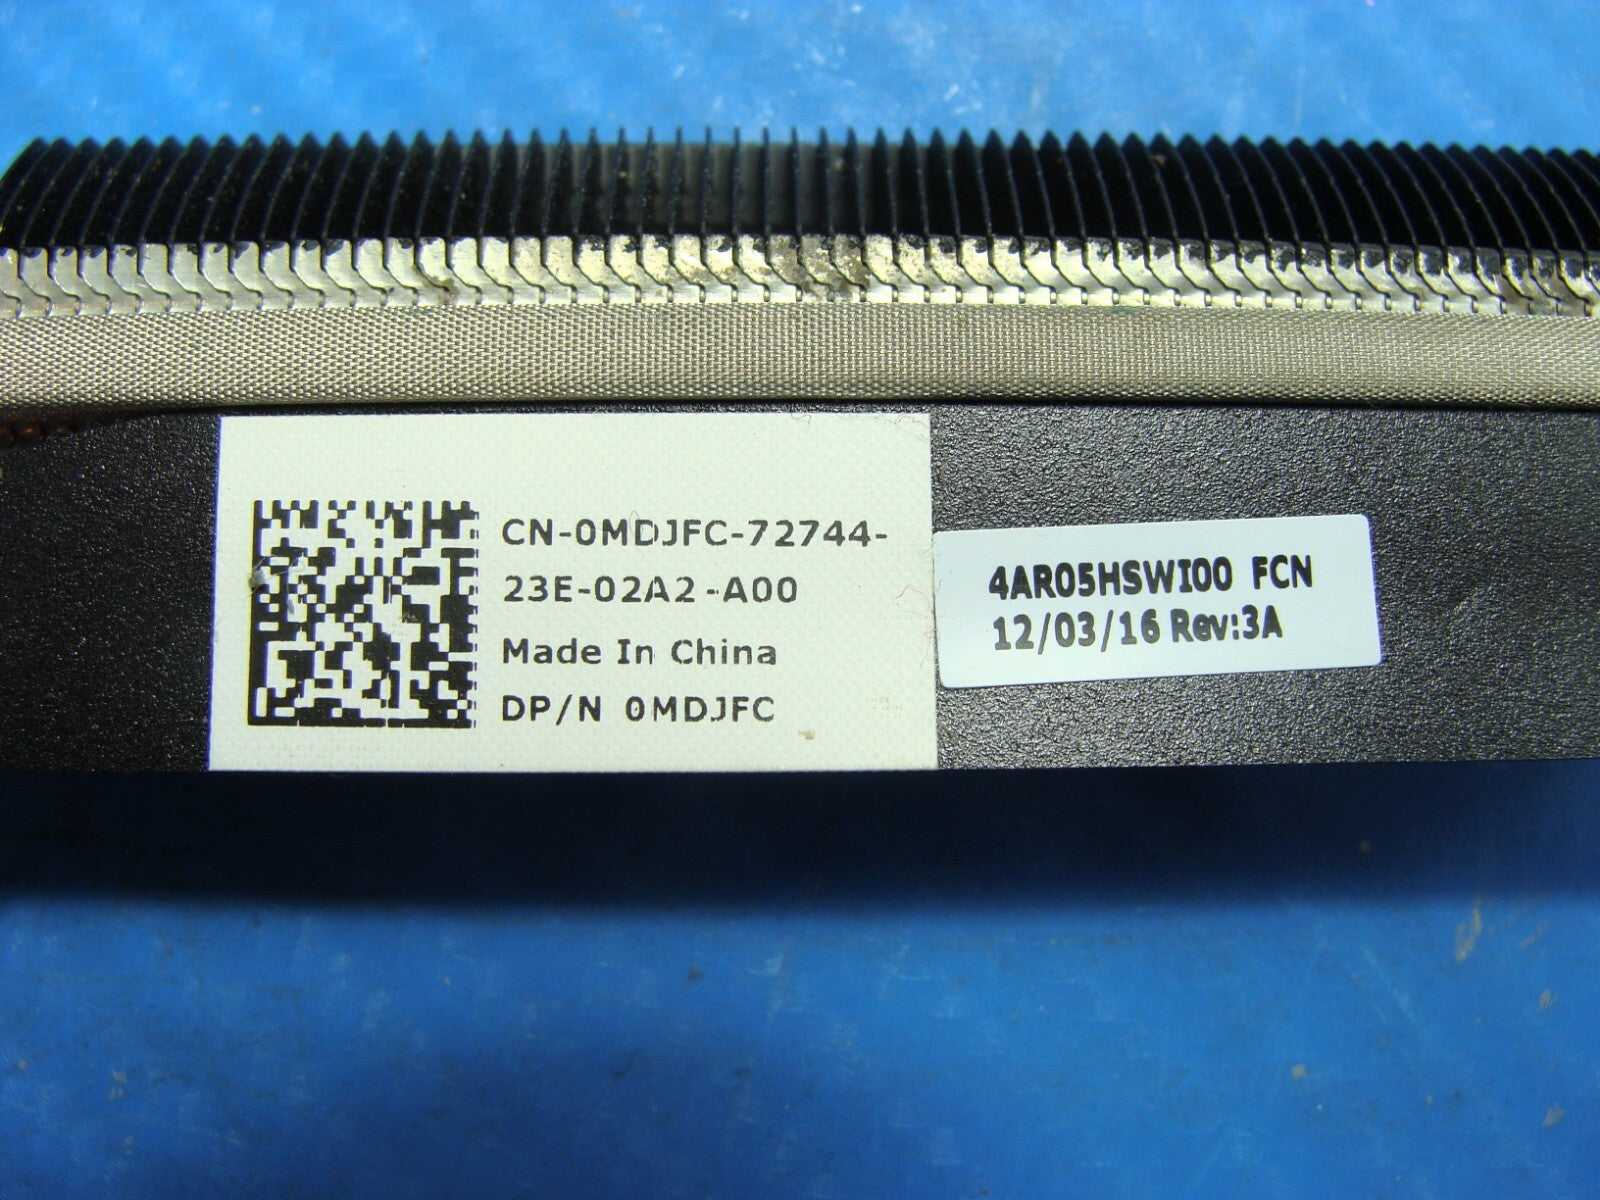 CN-0MDJFC-72744-
23E-02A2-A00
Made In China
DP/N 0MDJFC
4AR05HSWI00 FCN
12/03/16 Rev:3A